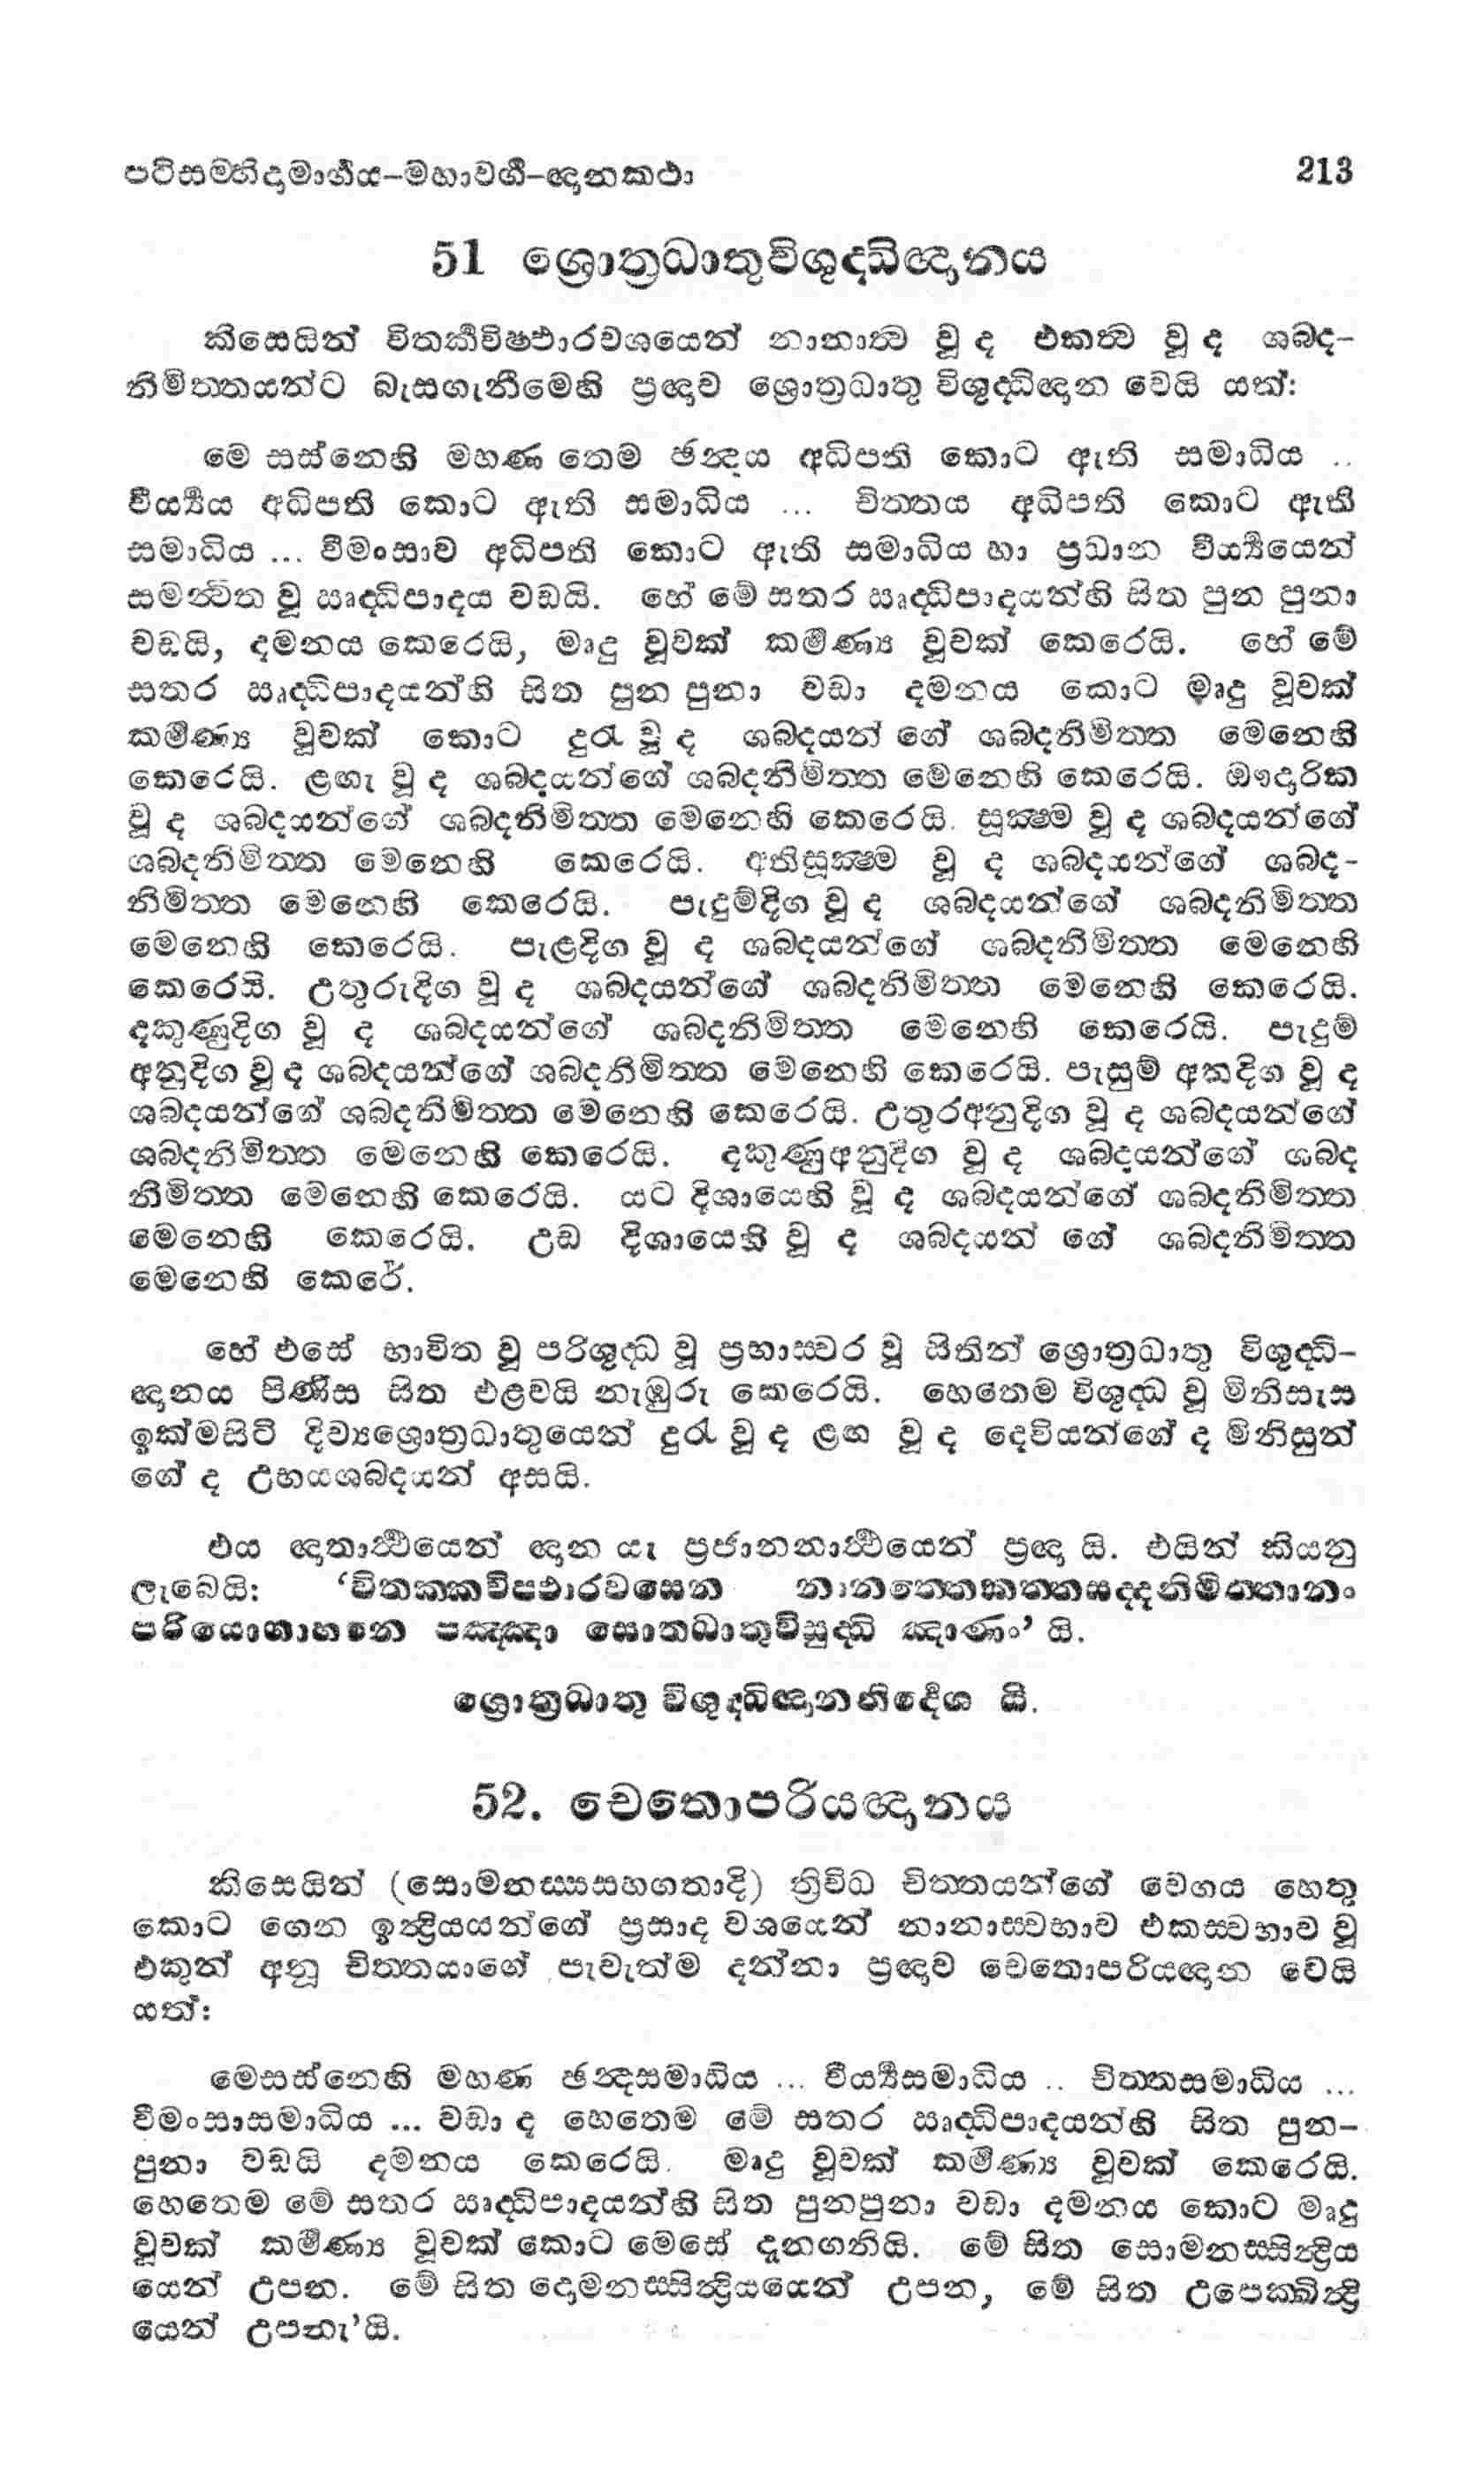 පටිසම්භිදාමාර්ගය-මහාවර්ග-ඥානකථා 213
51 ශ්‍රොත්‍රධාතුවිශුද්ධිඥානය
කිසෙයින් විතර්කවිෂඵාරවශයෙන් නානාත්‍ව වූ ද එකත්‍ව වූ ද ශබ්ද-
නිමිත්තයන්ට බැසගැනීමෙහි ප්‍රඥාව ශ්‍රොත්‍රධාතු විශුද්ධිඥාන වෙයි යත්:
මෙ සස්නෙහි මහණ තෙම ඡන්‍දය අධිපති කොට ඇති සමාධිය ..
වීර්‍ය්‍යය අධිපති කොට ඇති සමාධිය ... චිත්තය අධිපති කොට ඇති
සමාධිය ... වීමංසාව අධිපති කොට ඇති සමාධිය හා ප්‍රධාන වීර්‍ය්‍යයෙන්
සමන්‍විත වූ ඍද්ධිපාදය වඩයි. හේ මේ සතර ඍද්ධිපාදයන්හි සිත පුන පුනා
වඩයි, දමනය කෙරෙයි, මෘදු වූවක් කර්මණ්‍ය වූවක් කෙරෙයි. හේ මේ
සතර ඍද්ධිපාදයන්හි සිත පුන පුනා වඩා දමනය කොට මෘදු වූවක්
කර්මණ්‍ය වූවක් කොට දුරැ වූ ද ශබ්දයන් ගේ ශබ්දනිමිත්ත මෙනෙහි
කෙරෙයි. ළඟැ වූ ද ශබ්දයන්ගේ ශබ්දනිමිත්ත මෙනෙහි කෙරෙයි. ඖදාරික
වූ ද ශබ්දයන්ගේ ශබ්දනිමිත්ත මෙනෙහි කෙරෙයි. සූක්‍ෂම වූ ද ශබ්දයන්ගේ
ශබ්දනිමිත්ත මෙනෙහි කෙරෙයි. අතිසූක්‍ෂම වූ ද ශබ්දයන්ගේ ශබ්ද-
නිමිත්ත මෙනෙහි කෙරෙයි. පැදුම්දිග වූ ද ශබ්දයන්ගේ ශබ්දනිමිත්ත
මෙනෙහි කෙරෙයි. පැළදිග වූ ද ශබ්දයන්ගේ ශබ්දනිමිත්ත මෙනෙහි
කෙරෙයි. උතුරුදිග වූ ද ශබ්දයන්ගේ ශබ්දනිමිත්ත මෙනෙහි කෙරෙයි.
දකුණුදිග වූ ද ශබ්දයන්ගේ ශබ්දනිමිත්ත මෙනෙහි කෙරෙයි. පැදුම්
අනුදිග වූ ද ශබ්දයන්ගේ ශබ්දනිමිත්ත මෙනෙහි කෙරෙයි. පැසුම් අනුදිග වූ ද
ශබ්දයන්ගේ ශබ්දනිමිත්ත මෙනෙහි කෙරෙයි. උතුරඅනුදිග වූ ද ශබ්දයන්ගේ
ශබ්දනිමිත්ත මෙනෙහි කෙරෙයි. දකුණුඅනුදිග වූ ද ශබ්දයන්ගේ ශබ්ද
නිමිත්ත මෙනෙහි කෙරෙයි. යට දිශායෙහි වූ ද ශබ්දයන්ගේ ශබ්දනිමිත්ත
මෙනෙහි කෙරෙයි. උඩ දිශායෙහි වූ ද ශබ්දයන් ගේ ශබ්දනිමිත්ත
මෙනෙහි කෙරේ.
හේ එසේ භාවිත වූ පරිශුද්ධ වූ ප්‍රභාස්වර වූ සිතින් ශ්‍රොත්‍රධාතු විශුද්ධි-
ඥානය පිණිස සිත එළවයි නැඹුරු කෙරෙයි. හෙතෙම විශුද්ධ වූ මිනිසැස
ඉක්මසිටි දිව්‍යශ්‍රොත්‍රධාතුයෙන් දුරැ වූ ද ළඟ වූ ද දෙවියන්ගේ ද මිනිසුන්
ගේ ද උභයශබ්දයන් අසයි.
එය ඥාතාර්ථයෙන් ඥාන යැ ප්‍රජානනාර්ථයෙන් ප්‍රඥා යි. එයින් කියනු
ලැබෙයි: ‘විතක්කවිප්ඵාරවසෙන නානත්තෙකත්තසද්දනිමිත්තානං
පරියොගාහනෙ පඤ්ඤා සොතධාතුවිසුද්ධි ඤාණං’ යි.
ශ්‍රොත්‍රධාතු විශුද්ධිඥානනිර්දේශ යි.
52. චෙතොපරියඥානය
කිසෙයින් (සොමනස්සසහගතාදි) ත්‍රිවිධ චිත්තයන්ගේ වෙගය හෙතු
කොට ගෙන ඉන්‍ද්‍රියයන්ගේ ප්‍රසාද වශයෙන් නානාස්වභාව එකස්වභාව වූ
එකුන් අනූ චිත්තයාගේ පැවැත්ම දන්නා ප්‍රඥාව චෙතොපරියඥාන වෙයි
යත්:
මෙසස්නෙහි මහණ ඡන්‍දසමාධිය ... වීර්‍ය්‍යසමාධිය .. චිත්තසමාධිය ...
වීමංසාසමාධිය ... වඩා ද හෙතෙම මේ සතර ඍද්ධිපාදයන්හි සිත පුන-
පුනා වඩයි දමනය කෙරෙයි. මෘදු වූවක් කර්මණ්‍ය වූවක් කෙරෙයි.
හෙතෙම මේ සතර ඍද්ධිපාදයන්හි සිත පුනපුනා වඩා දමනය කොට මෘදු
වූවක් කර්මණ්‍ය වූවක් කොට මෙසේ දැනගනියි. මේ සිත සොමනස්සින්‍ද්‍රිය
යෙන් උපන. මේ සිත දොමනස්සින්‍ද්‍රියයෙන් උපන, මේ සිත උපෙක්ඛින්‍ද්‍රි
යෙන් උපනැ’යි.